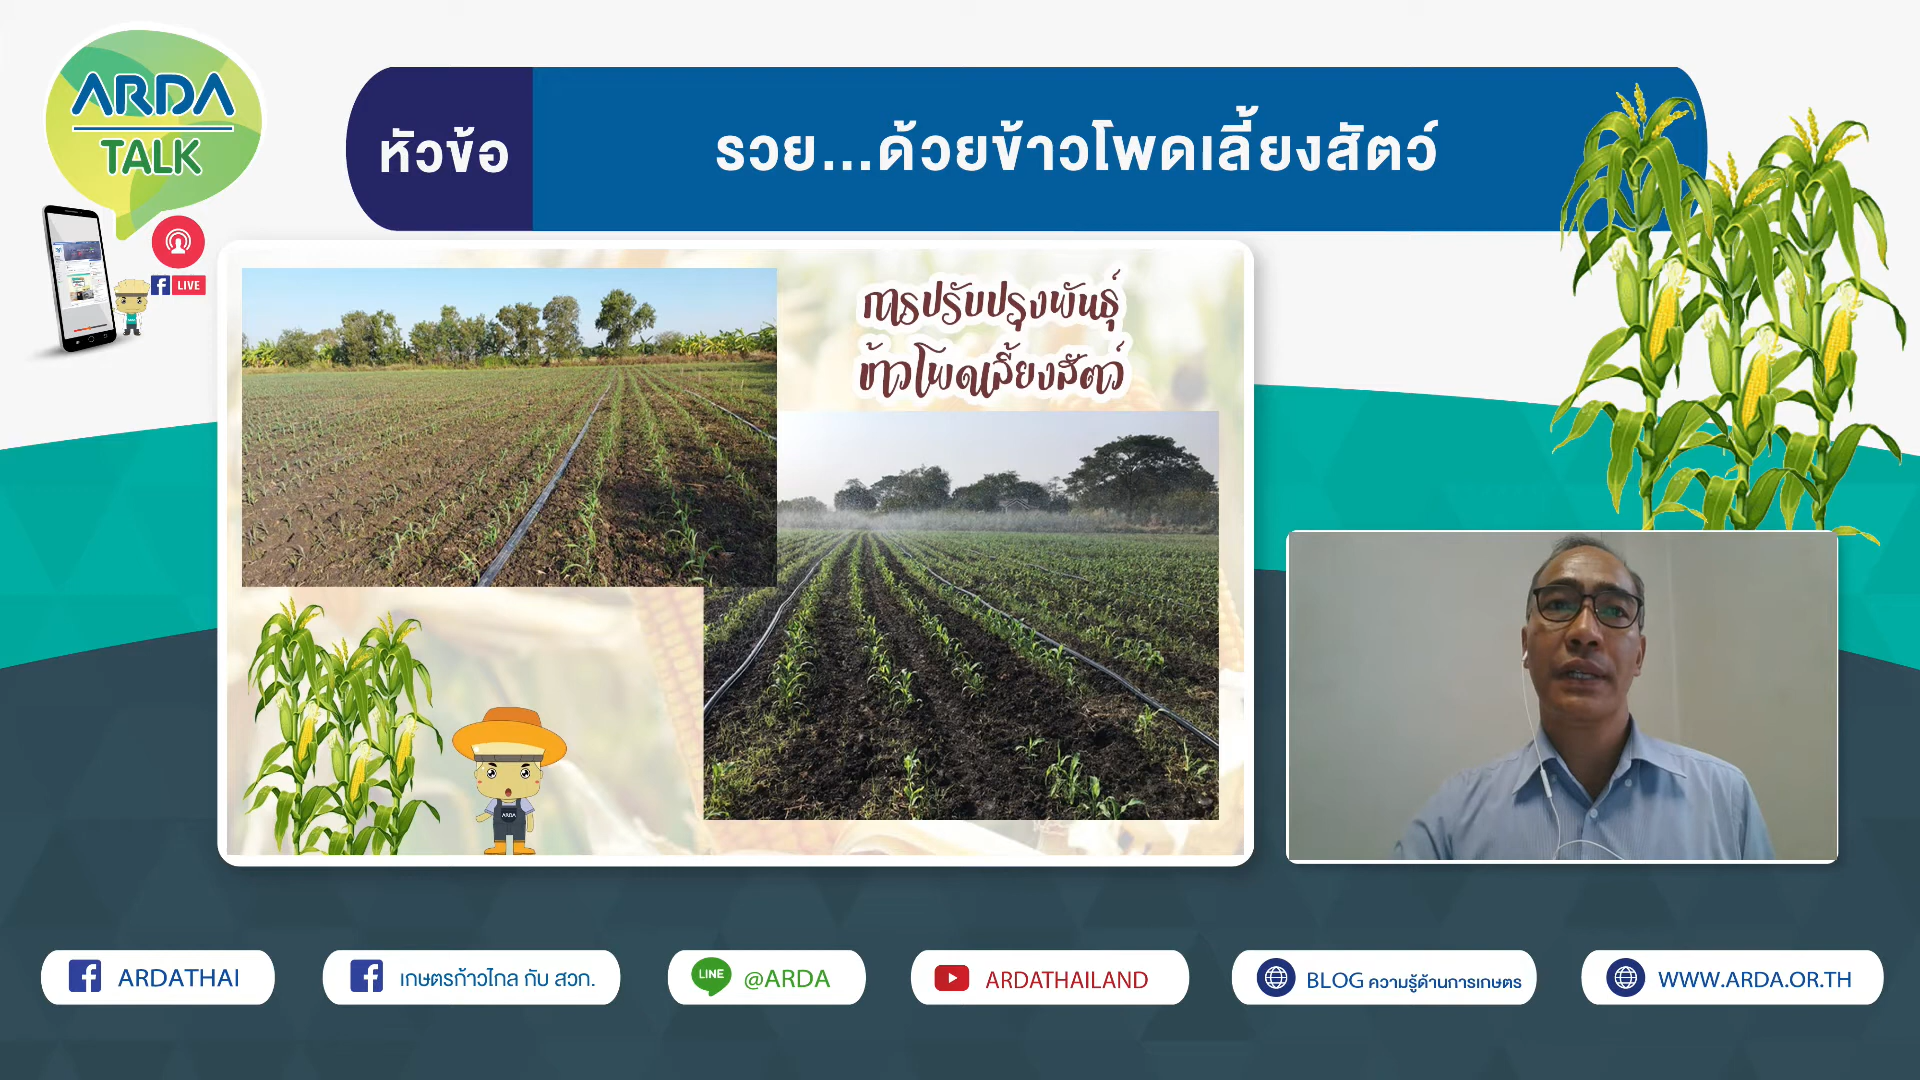 ARDA
TALK
LIVE
หัวข้อ
รวย...ด้วยข้าวโพดเลี้ยงสัตว์
การปรับปรุงพันธุ์
ข้าวโพดเลี้ยงสัตว์
ARDA
ARDATHAI
เกษตรก้าวไกล กับ สวก.
LINE
@ARDA
ARDATHAILAND
BLOG ความรู้ด้านการเกษตร
WWW.ARDA.OR.TH